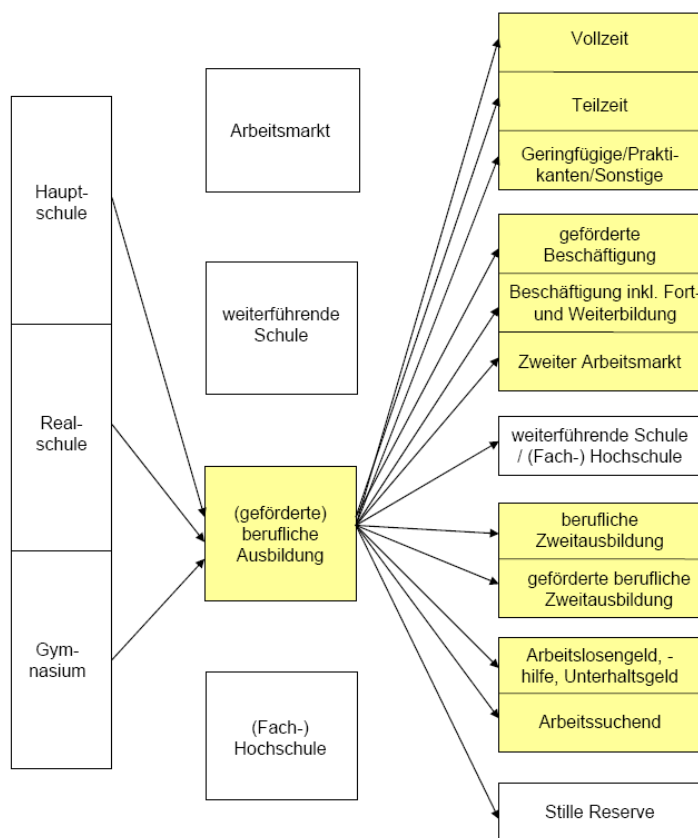 Haupt-
schule
Real-
schule
Gym-
nasium
Arbeitsmarkt
weiterführende
Schule
(geförderte)
berufliche
Ausbildung
(Fach-)
Hochschule
Vollzeit
Teilzeit
Geringfügige/Prakti-
kanten/Sonstige
geförderte
Beschäftigung
Beschäftigung inkl. Fort-
und Weiterbildung
Zweiter Arbeitsmarkt
weiterführende Schule
/ (Fach-) Hochschule
berufliche
Zweitausbildung
geförderte berufliche
Zweitausbildung
Arbeitslosengeld, -
hilfe, Unterhaltsgeld
Arbeitssuchend
Stille Reserve